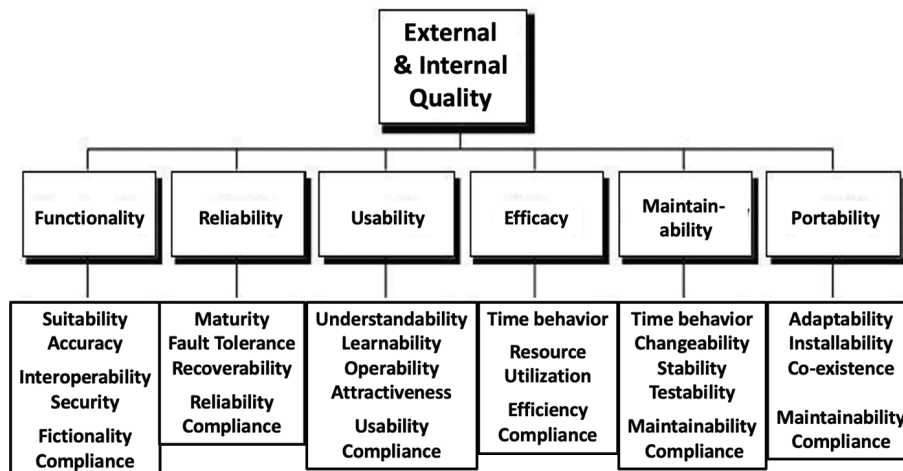 External
& Internal
Quality
Functionality
Reliability
Usability
Efficacy
Maintain-
ability
Portability
Suitability
Accuracy
Interoperability
Security
Fictionality
Compliance
Maturity
Fault Tolerance
Recoverability
Reliability
Compliance
Understandability
Learnability
Operability
Attractiveness
Usability
Compliance
Time behavior
Resource
Utilization
Efficiency
Compliance
Time behavior
Changeability
Stability
Testability
Maintainability
Compliance
Adaptability
Installability
Co-existence
Maintainability
Compliance